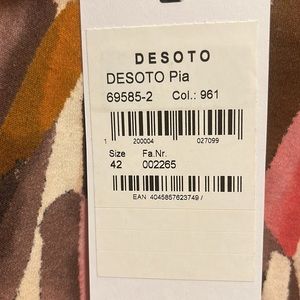 DESOTO
DESOTO Pia
69585-2 Col.: 961
1 200004 027099
Size Fa.Nr.
42 002265
EAN 4045857623749 /